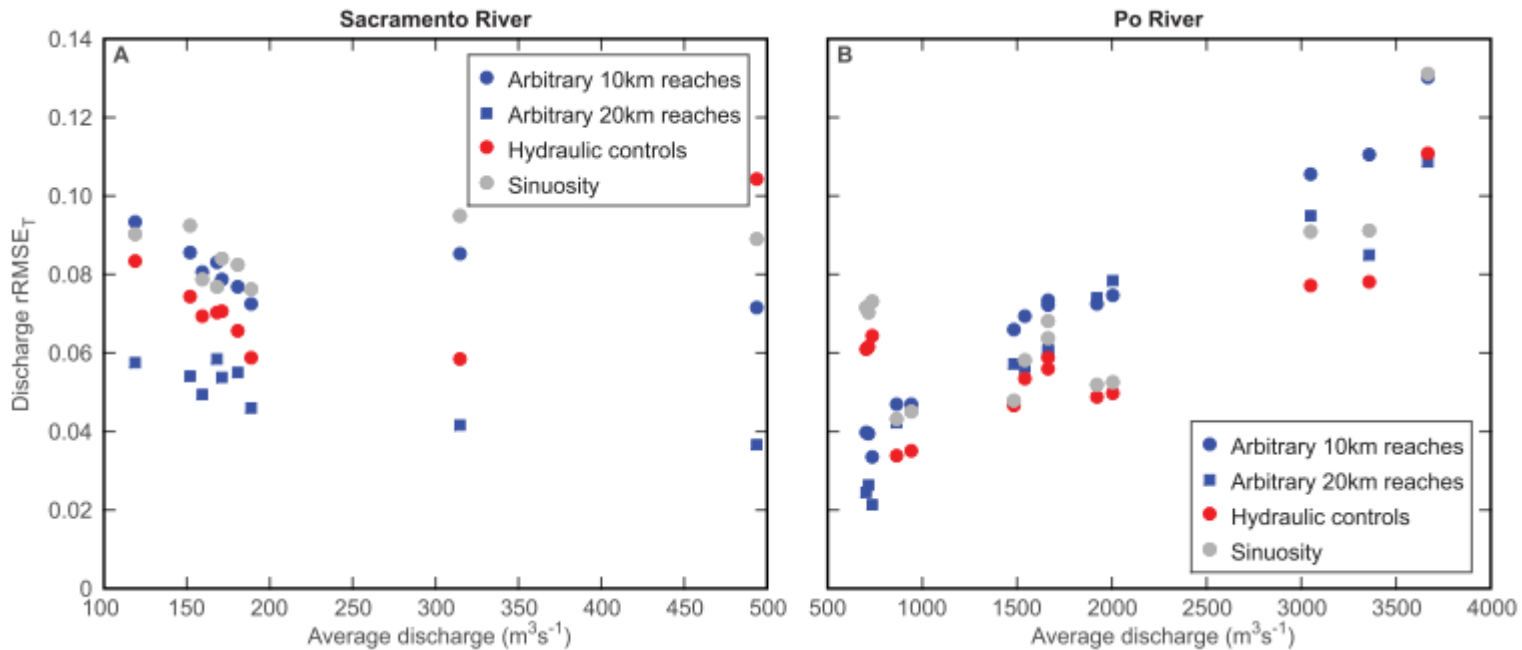 Sacramento River
Po River
Discharge rRMSE_T
0.14
0.12
0.10
0.08
0.06
0.04
0.02
0
A
Arbitrary 10km reaches
Arbitrary 20km reaches
Hydraulic controls
Sinuosity
100 150 200 250 300 350 400 450 500
Average discharge (m³s⁻¹)
B
Arbitrary 10km reaches
Arbitrary 20km reaches
Hydraulic controls
Sinuosity
500 1000 1500 2000 2500 3000 3500 4000
Average discharge (m³s⁻¹)